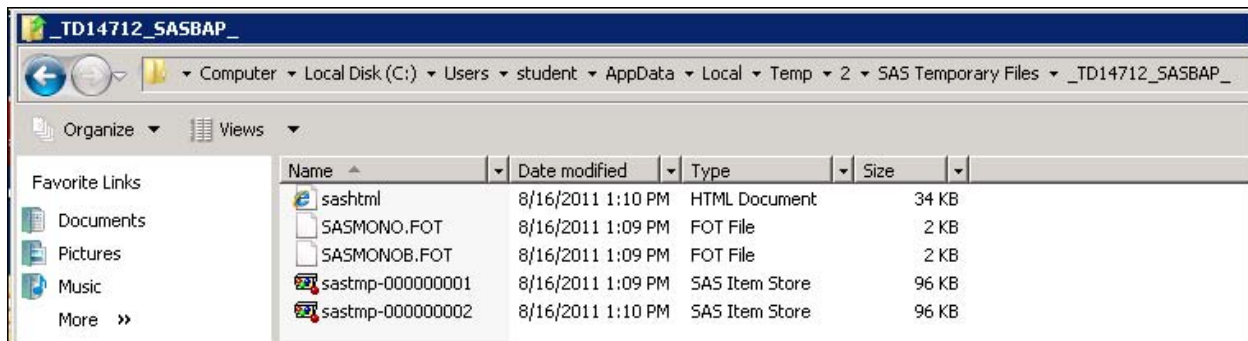 _TD14712_SASBAP_
Computer Local Disk (C:) Users student AppData Local Temp 2 SAS Temporary Files _TD14712_SASBAP_
Organize Views
Favorite Links
Documents
Pictures
Music
More »
Name Date modified Type Size
sashtml 8/16/2011 1:10 PM HTML Document 34 KB
SASMONO.FOT 8/16/2011 1:09 PM FOT File 2 KB
SASMONOB.FOT 8/16/2011 1:09 PM FOT File 2 KB
sastmp-000000001 8/16/2011 1:09 PM SAS Item Store 96 KB
sastmp-000000002 8/16/2011 1:10 PM SAS Item Store 96 KB